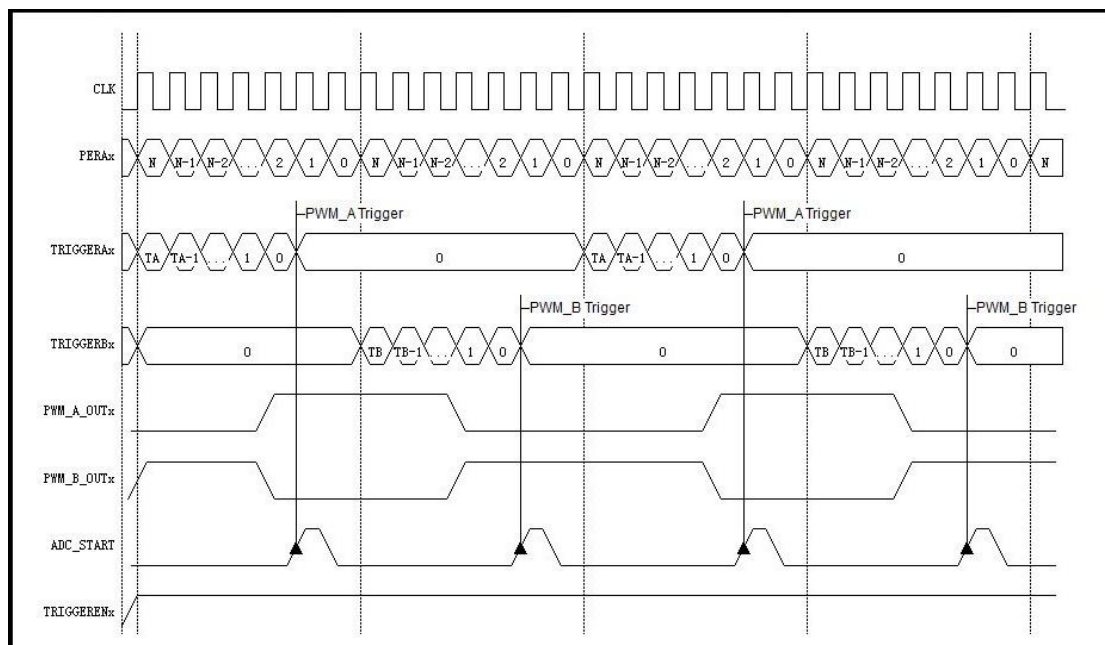 CLK
PERAx N N-1 N-2 ... 2 1 0 N N-1 N-2 ... 2 1 0 N N-1 N-2 ... 2 1 0 N N-1 N-2 ... 2 1 0 N
PWM_A Trigger PWM_A Trigger
TRIGGERAx TA TA-1 ... 1 0 0 TA TA-1 ... 1 0 0
PWM_B Trigger PWM_B Trigger
TRIGGERBx 0 TB TB-1 ... 1 0 0 TB TB-1 ... 1 0 0
PWM_A_OUTx
PWM_B_OUTx
ADC_START
TRIGGERENx